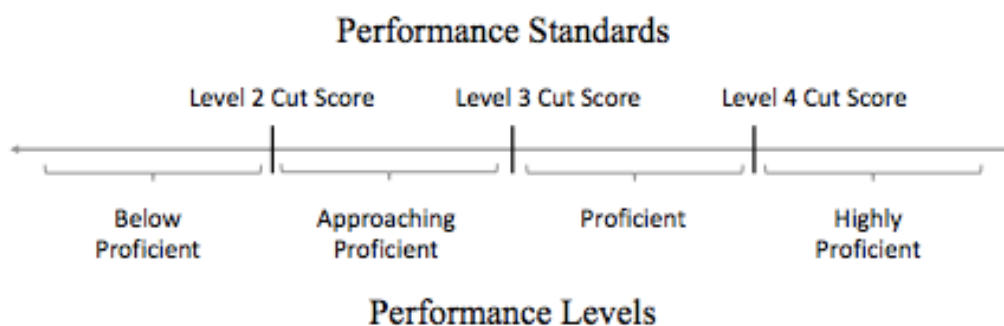 Performance Standards
Level 2 Cut Score Level 3 Cut Score Level 4 Cut Score
Below Approaching Proficient Highly
Proficient Proficient Proficient
Performance Levels